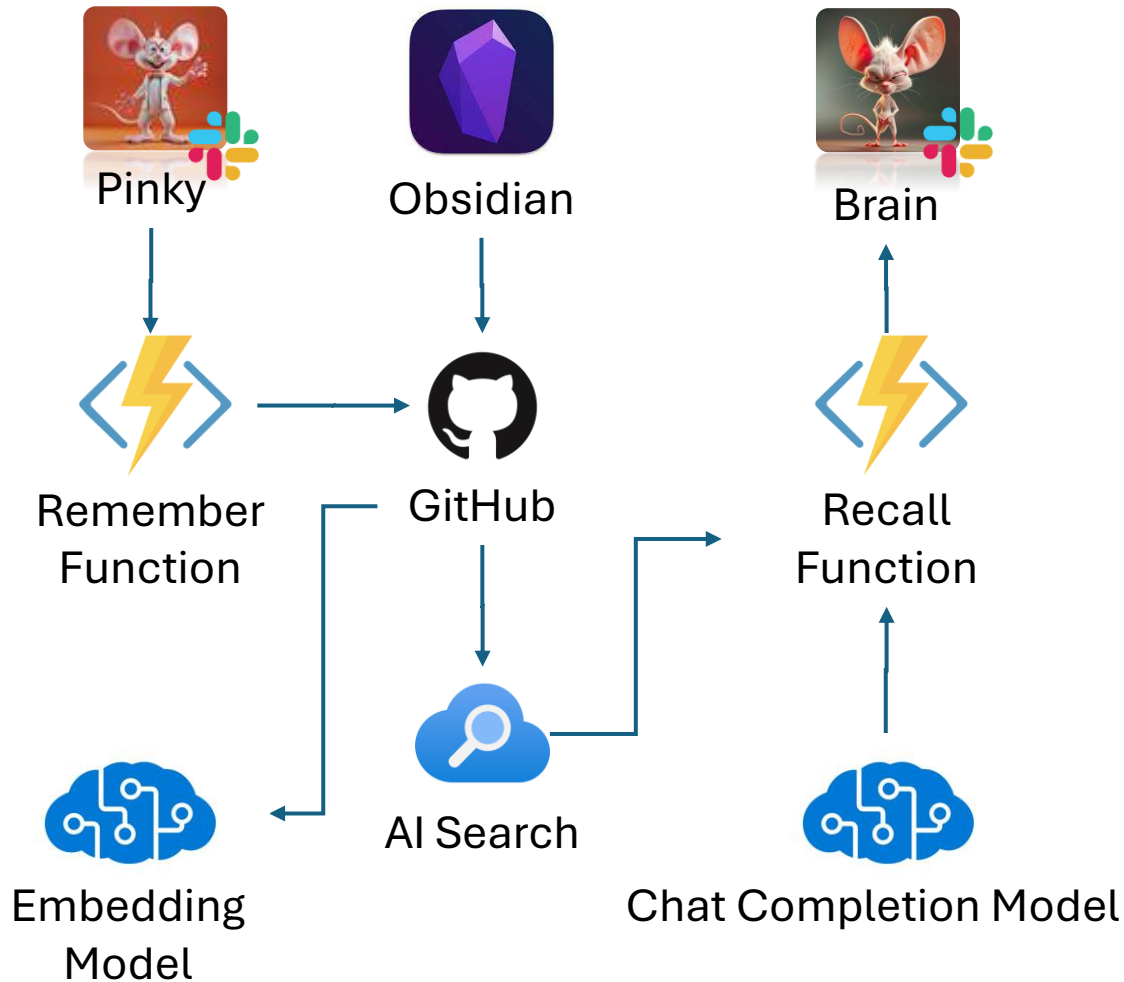 Pinky
Obsidian
Brain
Remember
Function
GitHub
Recall
Function
AI Search
Embedding
Model
Chat Completion Model